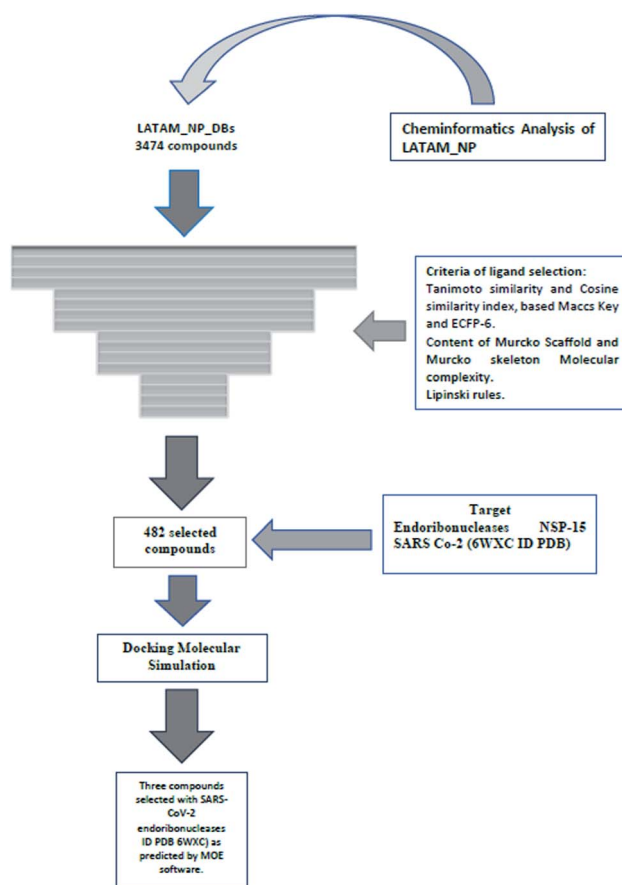 LATAM_NP_DBs
3474 compounds
Cheminformatics Analysis of
LATAM_NP
Criteria of ligand selection:
Tanimoto similarity and Cosine
similarity index, based Maccs Key
and ECFP-6.
Content of Murcko Scaffold and
Murcko skeleton Molecular
complexity.
Lipinski rules.
482 selected
compounds
Target
Endoribonucleases NSP-15
SARS Co-2 (6WXC ID PDB)
Docking Molecular
Simulation
Three compounds
selected with SARS-
CoV-2
endoribonucleases
ID PDB 6WXC) as
predicted by MOE
software.